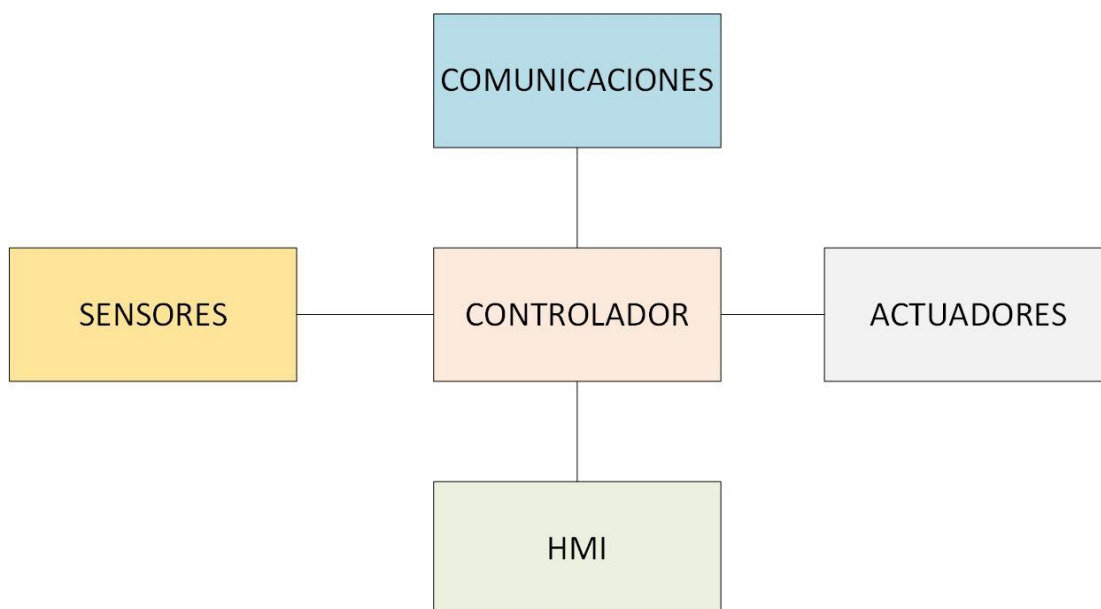 COMUNICACIONES
SENSORES
CONTROLADOR
ACTUADORES
HMI